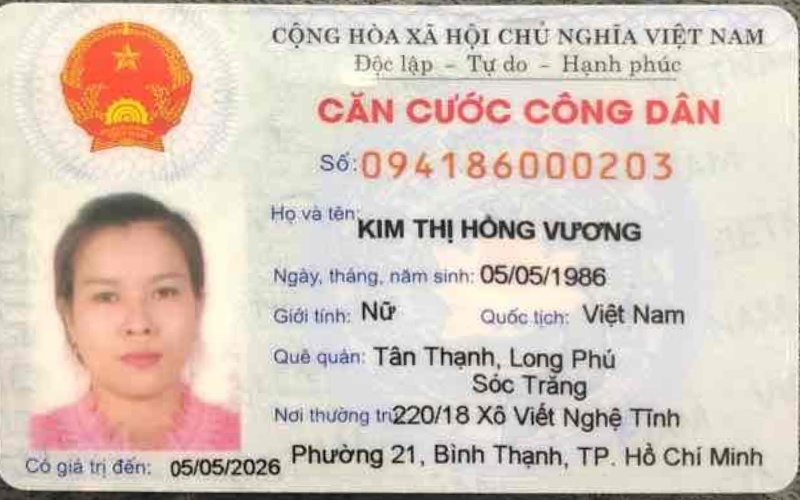 CỘNG HÒA XÃ HỘI CHỦ NGHĨA VIỆT NAM
Độc lập - Tự do - Hạnh phúc
CĂN CƯỚC CÔNG DÂN
Số: 094186000203
Họ và tên: KIM THỊ HỒNG VƯƠNG
Ngày, tháng, năm sinh: 05/05/1986
Giới tính: Nữ Quốc tịch: Việt Nam
Quê quán: Tân Thạnh, Long Phú
Sóc Trăng
Nơi thường trú: 220/18 Xô Viết Nghệ Tĩnh
Phường 21, Bình Thạnh, TP. Hồ Chí Minh
Có giá trị đến: 05/05/2026